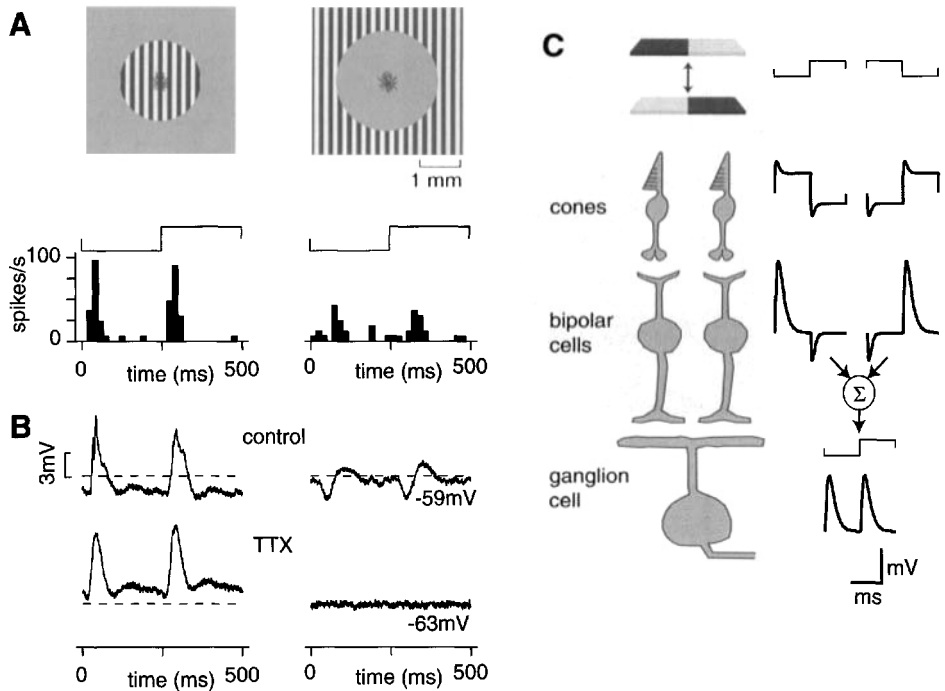 A
1 mm
spikes/s
100
0
0
time (ms)
500
0
time (ms)
500
B
3mV
control
-59mV
TTX
-63mV
0
time (ms)
500
0
time (ms)
500
C
cones
bipolar
cells
Σ
ganglion
cell
mV
ms